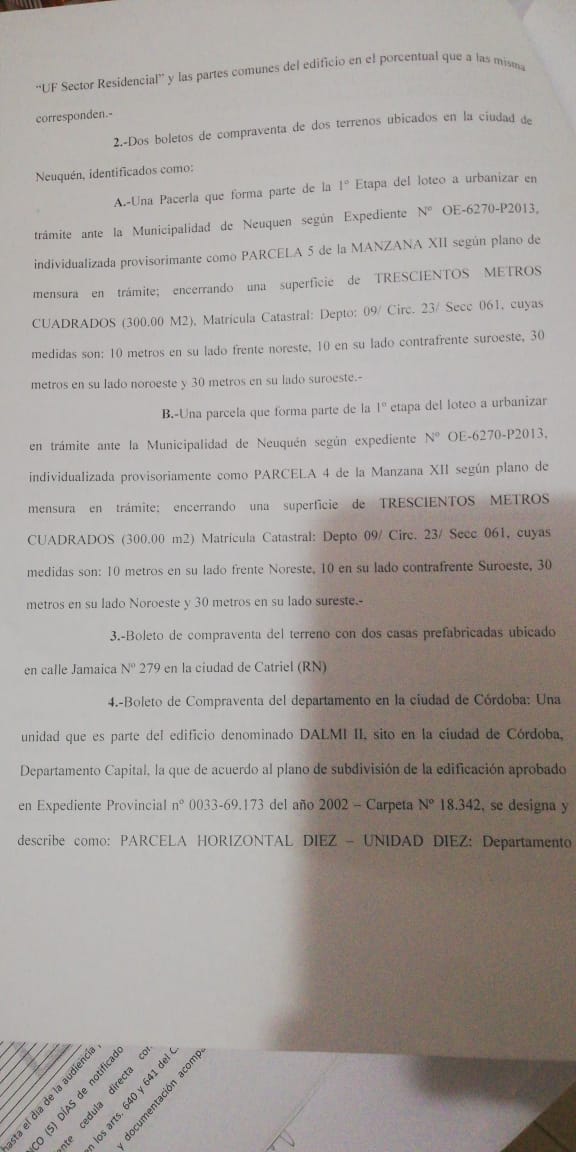 “UF Sector Residencial” y las partes comunes del edificio en el porcentual que a las misma
corresponden.-
2.-Dos boletos de compraventa de dos terrenos ubicados en la ciudad de
Neuquén, identificados como:
A.-Una Pacerla que forma parte de la 1° Etapa del loteo a urbanizar en
trámite ante la Municipalidad de Neuquen según Expediente N° OE-6270-P2013,
individualizada provisorimante como PARCELA 5 de la MANZANA XII según plano de
mensura en trámite; encerrando una superficie de TRESCIENTOS METROS
CUADRADOS (300.00 M2), Matrícula Catastral: Depto: 09/ Circ. 23/ Secc 061, cuyas
medidas son: 10 metros en su lado frente noreste, 10 en su lado contrafrente suroeste, 30
metros en su lado noroeste y 30 metros en su lado suroeste.-
B.-Una parcela que forma parte de la 1° etapa del loteo a urbanizar
en trámite ante la Municipalidad de Neuquén según expediente N° OE-6270-P2013,
individualizada provisoriamente como PARCELA 4 de la Manzana XII según plano de
mensura en trámite; encerrando una superficie de TRESCIENTOS METROS
CUADRADOS (300.00 m2) Matricula Catastral: Depto 09/ Circ. 23/ Secc 061, cuyas
medidas son: 10 metros en su lado frente Noreste, 10 en su lado contrafrente Suroeste, 30
metros en su lado Noroeste y 30 metros en su lado sureste.-
3.-Boleto de compraventa del terreno con dos casas prefabricadas ubicado
en calle Jamaica N° 279 en la ciudad de Catriel (RN)
4.-Boleto de Compraventa del departamento en la ciudad de Córdoba: Una
unidad que es parte del edificio denominado DALMI II, sito en la ciudad de Córdoba,
Departamento Capital, la que de acuerdo al plano de subdivisión de la edificación aprobado
en Expediente Provincial n° 0033-69.173 del año 2002 – Carpeta N° 18.342, se designa y
describe como: PARCELA HORIZONTAL DIEZ – UNIDAD DIEZ: Departamento
hasta el día de la audiencia
NCO (5) DÍAS de notificado
ente cedula directa con
en los arts. 640 y 641 del C.
y documentación acomp